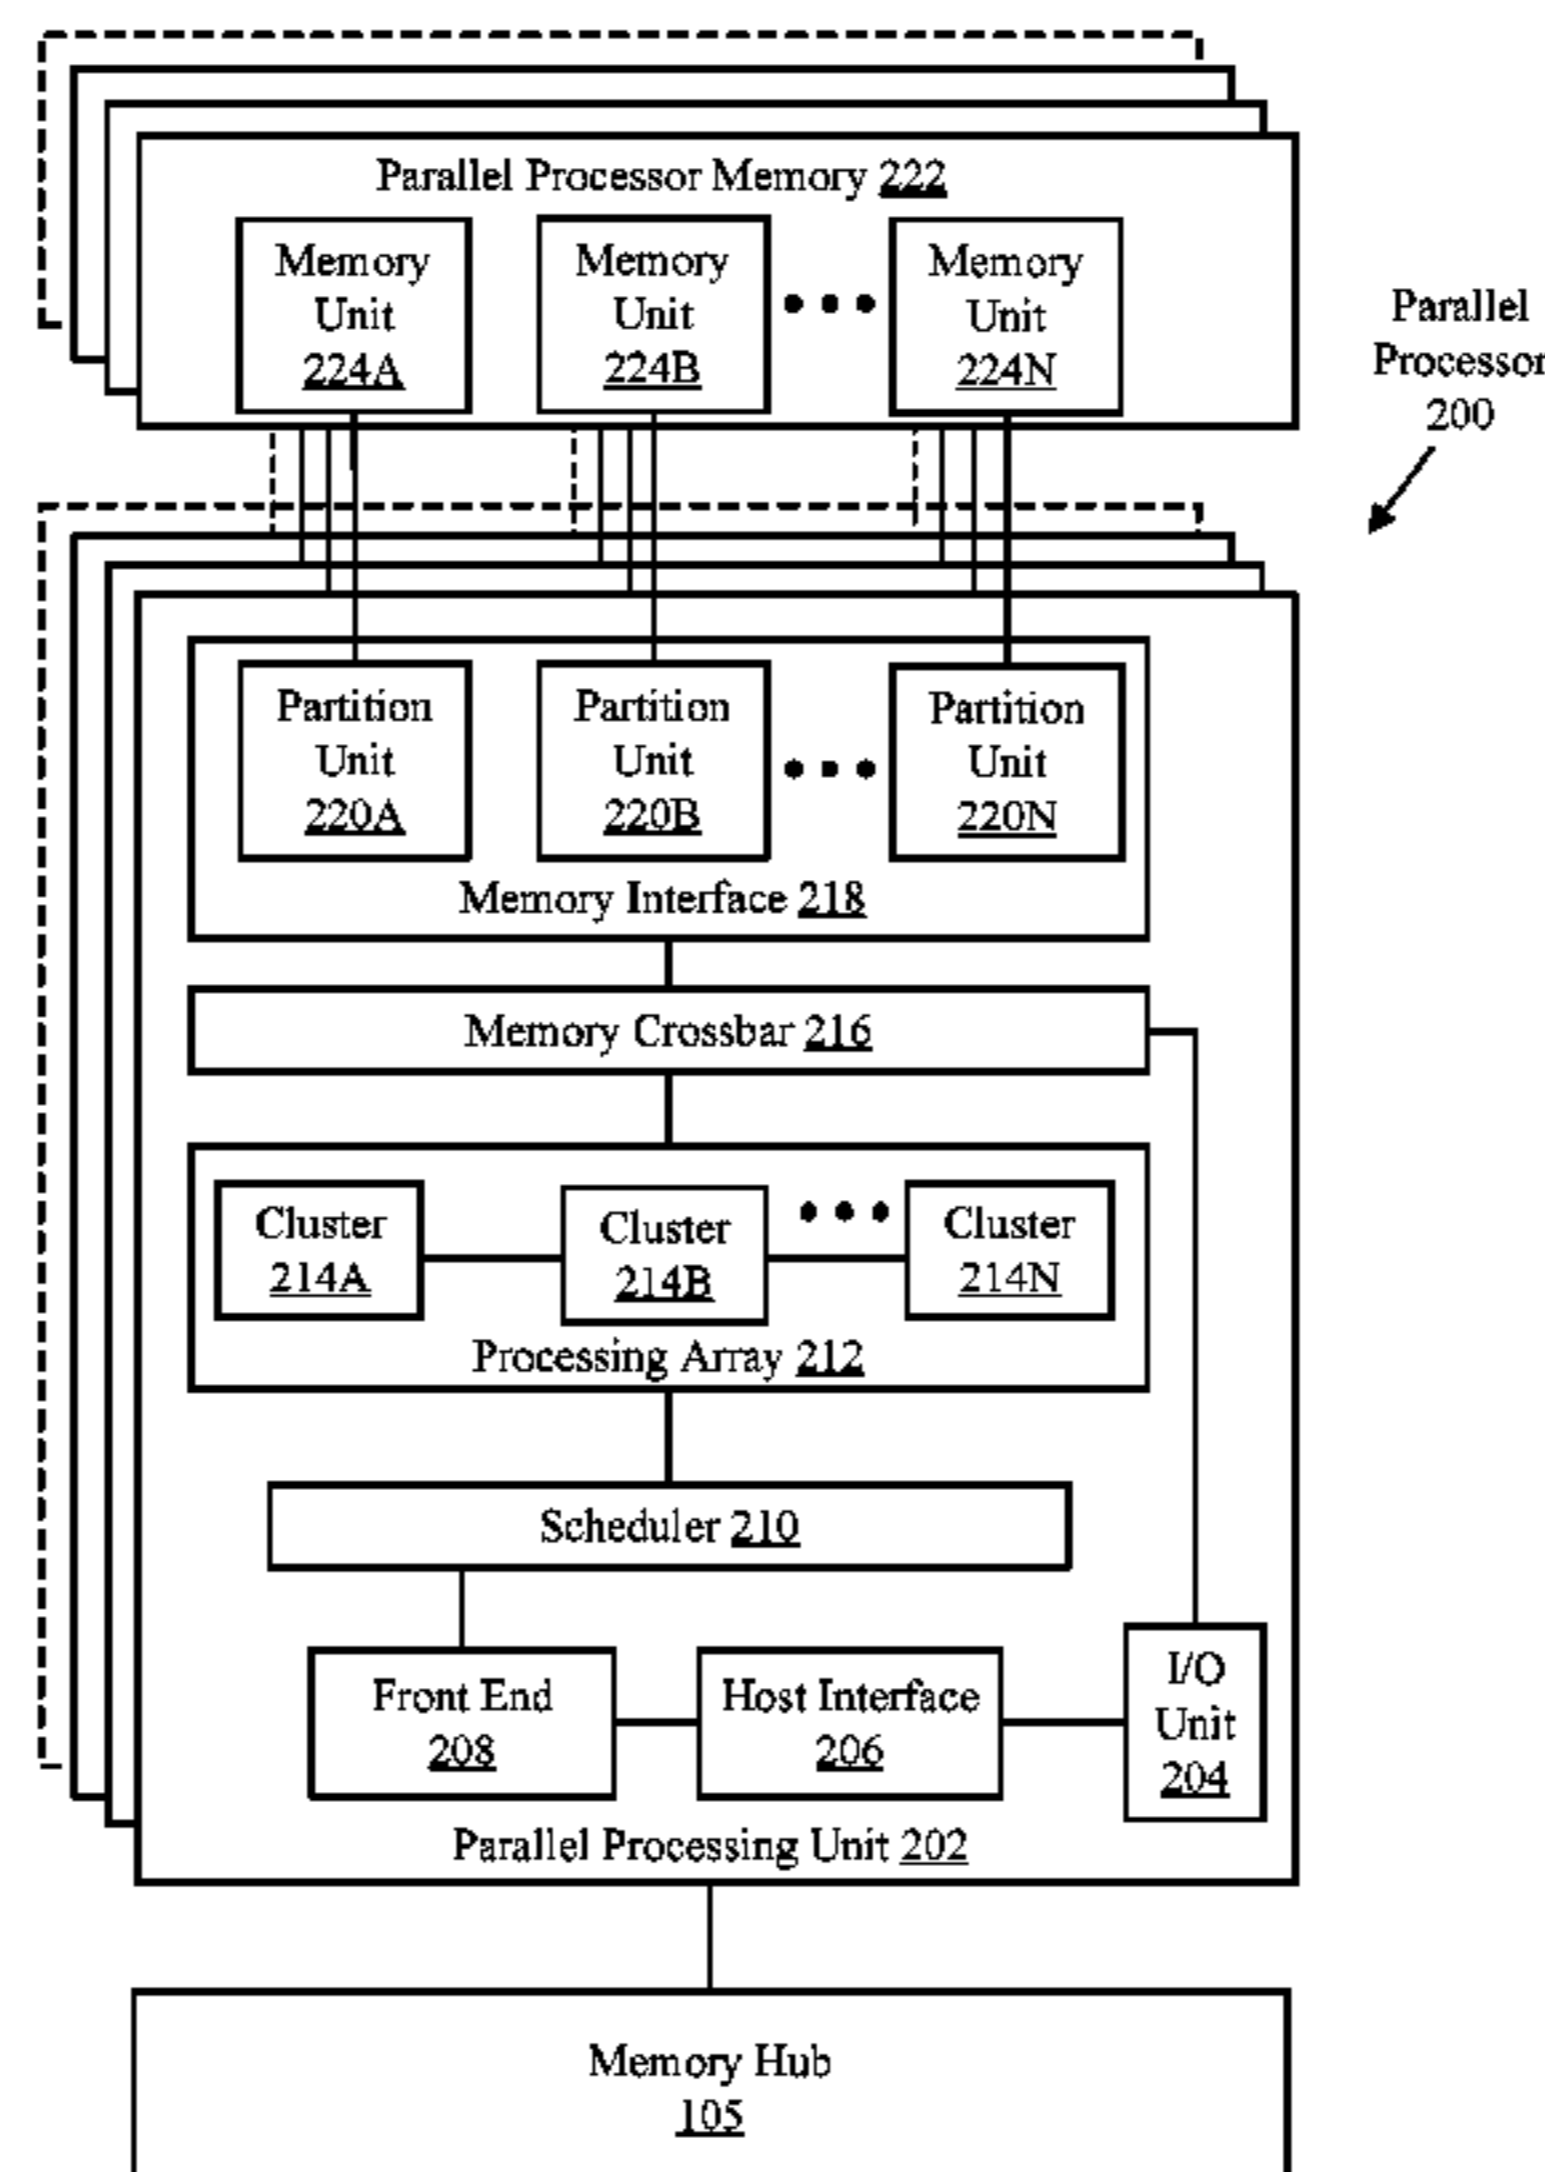 Parallel Processor Memory 222
Memory
Unit
224A
Memory
Unit
224B
Memory
Unit
224N
Parallel
Processor
200
Partition
Unit
220A
Partition
Unit
220B
Partition
Unit
220N
Memory Interface 218
Memory Crossbar 216
Cluster
214A
Cluster
214B
Cluster
214N
Processing Array 212
Scheduler 210
Front End
208
Host Interface
206
I/O
Unit
204
Parallel Processing Unit 202
Memory Hub
105